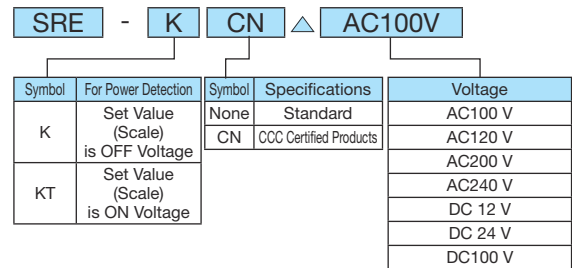 SRE - K CN △ AC100V
Symbol For Power Detection
K Set Value
(Scale)
is OFF Voltage
KT Set Value
(Scale)
is ON Voltage
Symbol Specifications
None Standard
CN CCC Certified Products
Voltage
AC100 V
AC120 V
AC200 V
AC240 V
DC 12 V
DC 24 V
DC100 V